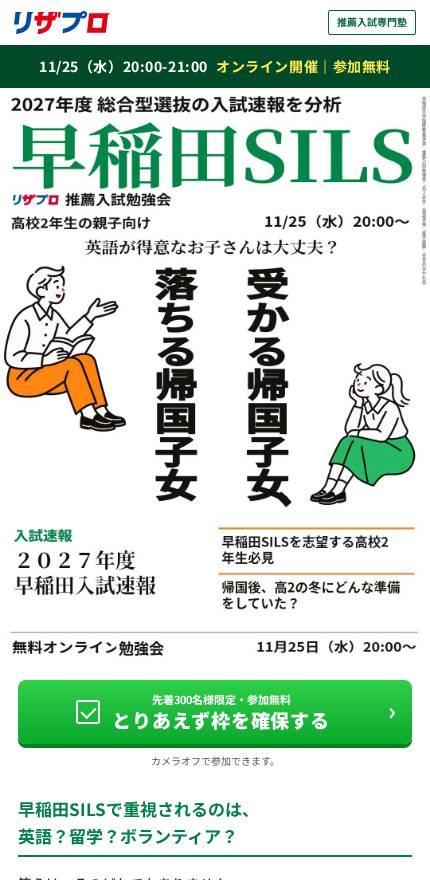 リザプロ
推薦入試専門塾
11/25（水）20:00-21:00 オンライン開催｜参加無料
2027年度 総合型選抜の入試速報を分析
早稲田SILS
リザプロ 推薦入試勉強会
高校2年生の親子向け
11/25（水）20:00〜
英語が得意なお子さんは大丈夫？
受かる帰国子女、
落ちる帰国子女
入試速報
２０２７年度
早稲田入試速報
早稲田SILSを志望する高校2
年生必見
帰国後、高2の冬にどんな準備
をしていた？
無料オンライン勉強会
11月25日（水）20:00〜
先着300名様限定・参加無料
とりあえず枠を確保する
カメラオフで参加できます。
早稲田SILSで重視されるのは、
英語？留学？ボランティア？